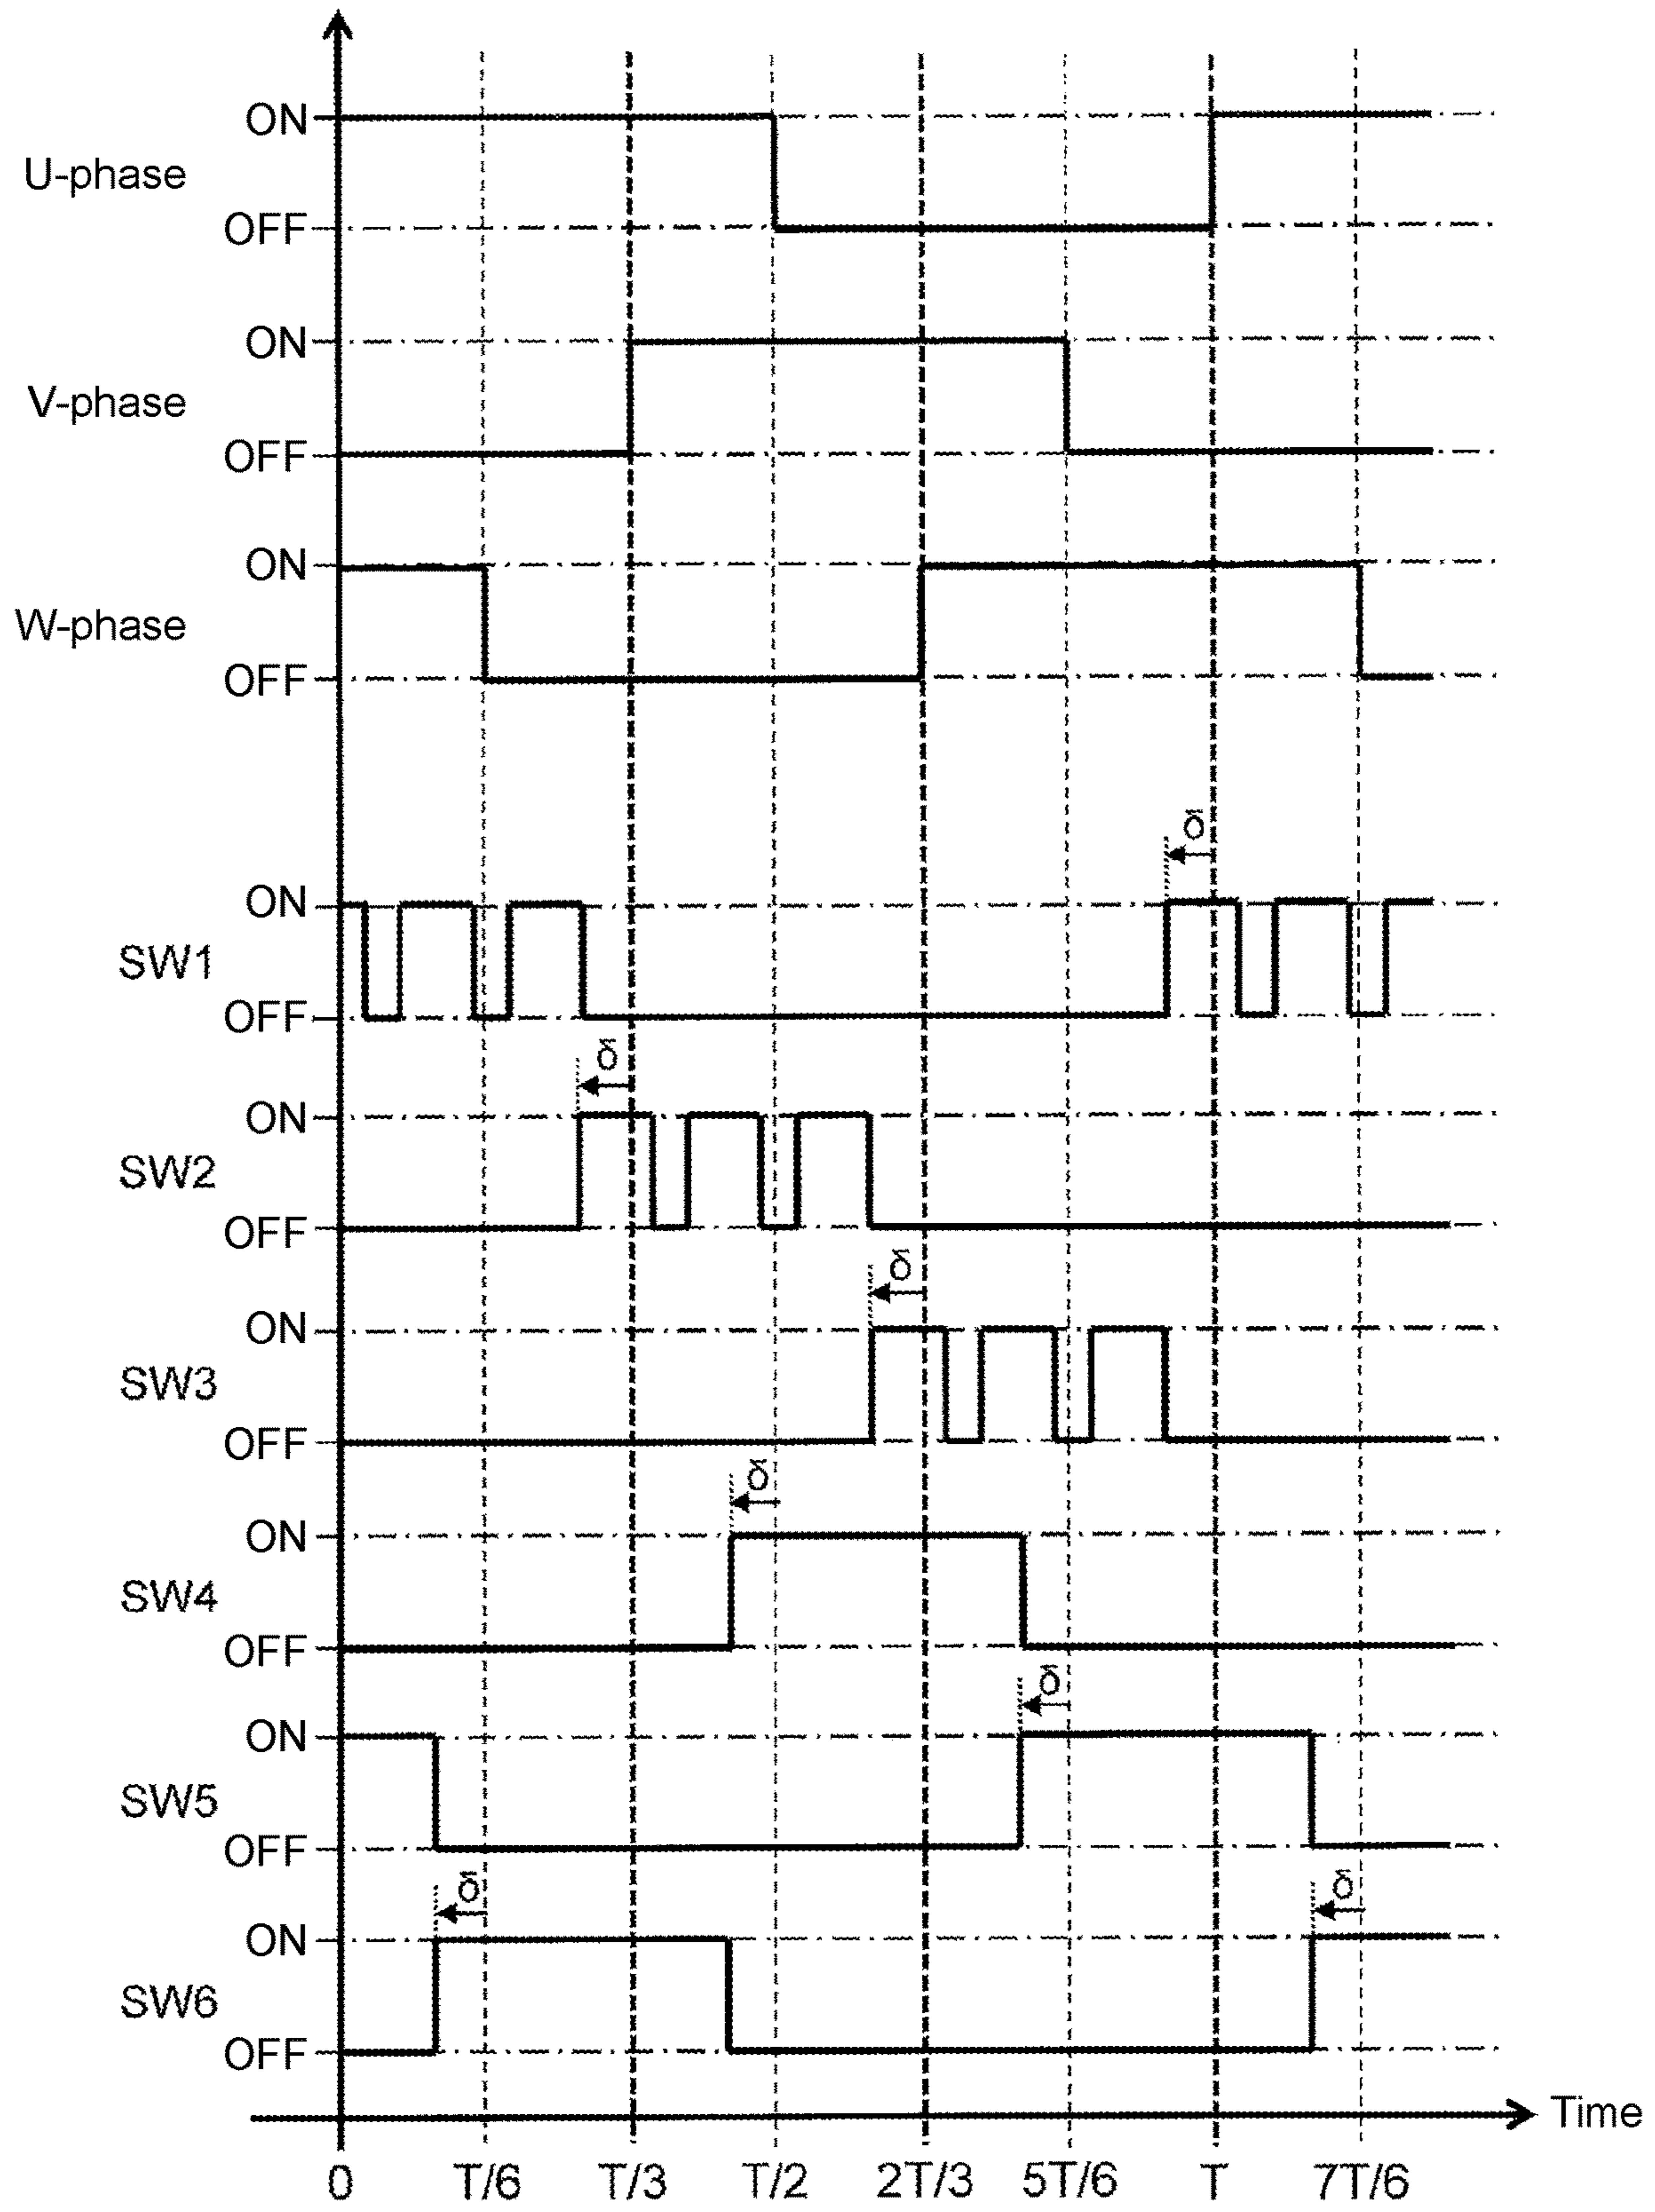 ON
U-phase
OFF
ON
V-phase
OFF
ON
W-phase
OFF
δ
ON
SW1
OFF
δ
ON
SW2
OFF
δ
ON
SW3
OFF
δ
ON
SW4
OFF
δ
ON
SW5
OFF
δ δ
ON
SW6
OFF
Time
0 T/6 T/3 T/2 2T/3 5T/6 T 7T/6